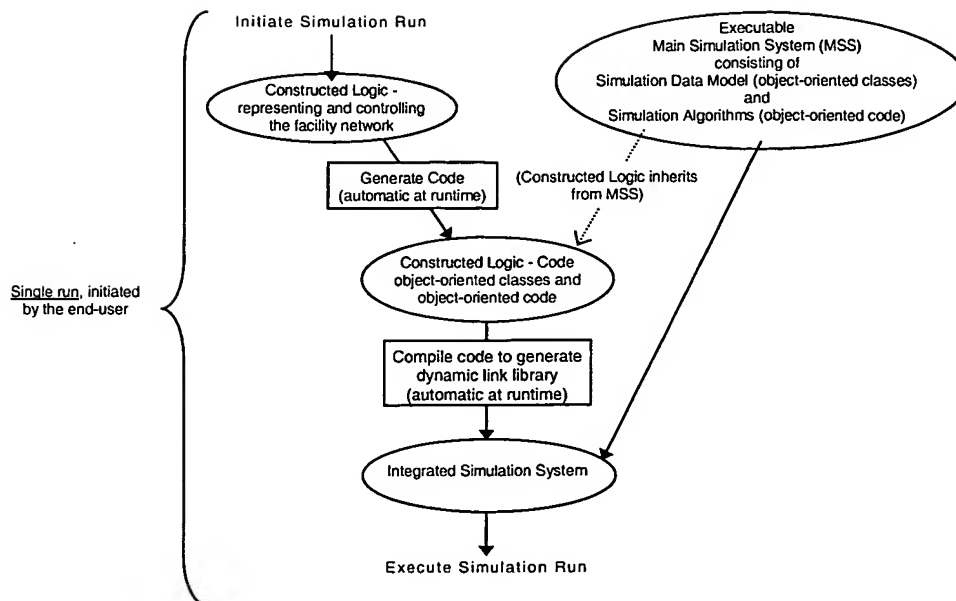 Initiate Simulation Run
Executable
Main Simulation System (MSS)
consisting of
Simulation Data Model (object-oriented classes)
and
Simulation Algorithms (object-oriented code)
Constructed Logic -
representing and controlling
the facility network
Generate Code
(automatic at runtime)
(Constructed Logic inherits
from MSS)
Constructed Logic - Code
object-oriented classes and
object-oriented code
Single run, initiated
by the end-user
Compile code to generate
dynamic link library
(automatic at runtime)
Integrated Simulation System
Execute Simulation Run